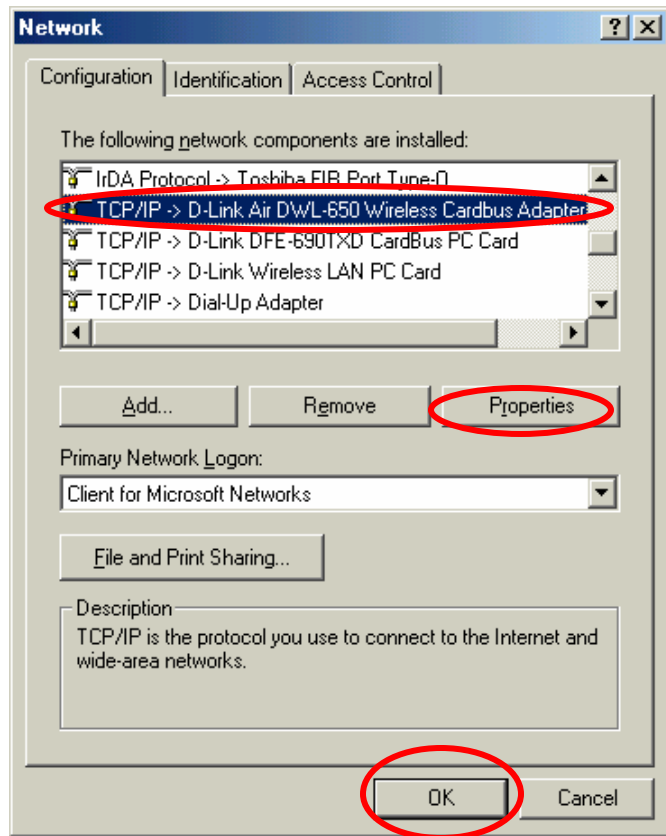 Network
Configuration Identification Access Control
The following network components are installed:
IrDA Protocol -> Toshiba FIR Port Type-O
TCP/IP -> D-Link Air DWL-650 Wireless Cardbus Adapter
TCP/IP -> D-Link DFE-690TXD CardBus PC Card
TCP/IP -> D-Link Wireless LAN PC Card
TCP/IP -> Dial-Up Adapter
Add... Remove Properties
Primary Network Logon:
Client for Microsoft Networks
File and Print Sharing...
Description
TCP/IP is the protocol you use to connect to the Internet and
wide-area networks.
OK Cancel